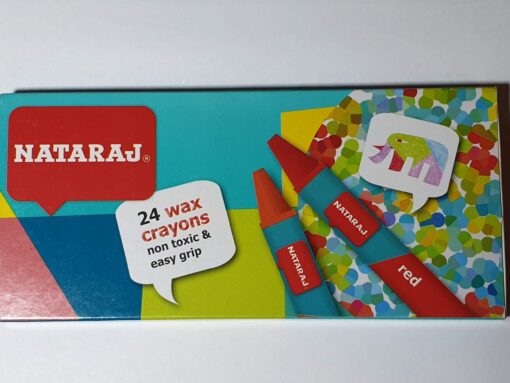 NATARAJ®
24 wax
crayons
non toxic &
easy grip
NATARAJ
NATARAJ
red